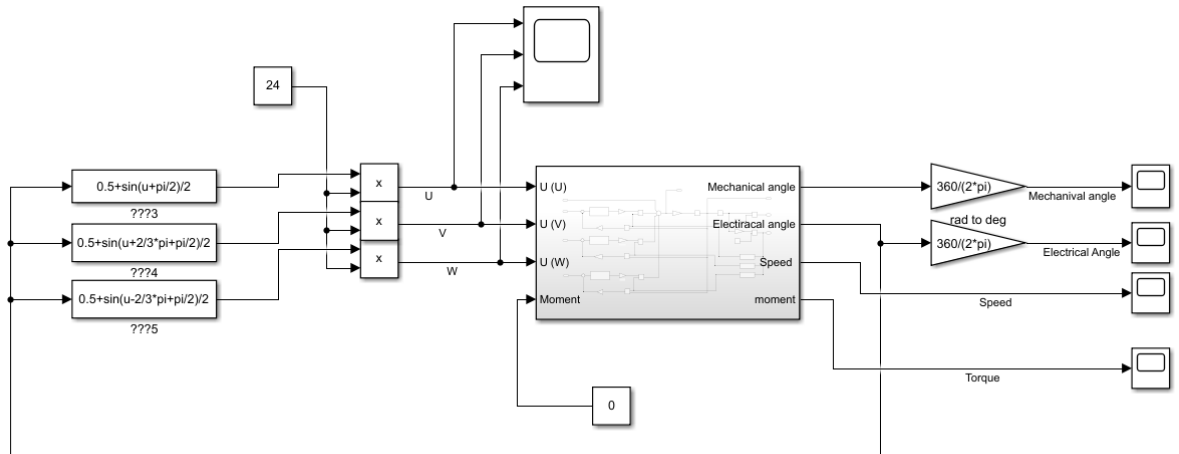 24
0.5+sin(u+pi/2)/2
???3
0.5+sin(u+2/3*pi+pi/2)/2
???4
0.5+sin(u-2/3*pi+pi/2)/2
???5
x
x
x
U
V
W
U (U)
U (V)
U (W)
Moment
Mechanical angle
Electiracal angle
Speed
moment
0
360/(2*pi)
rad to deg
360/(2*pi)
Mechanival angle
Electrical Angle
Speed
Torque